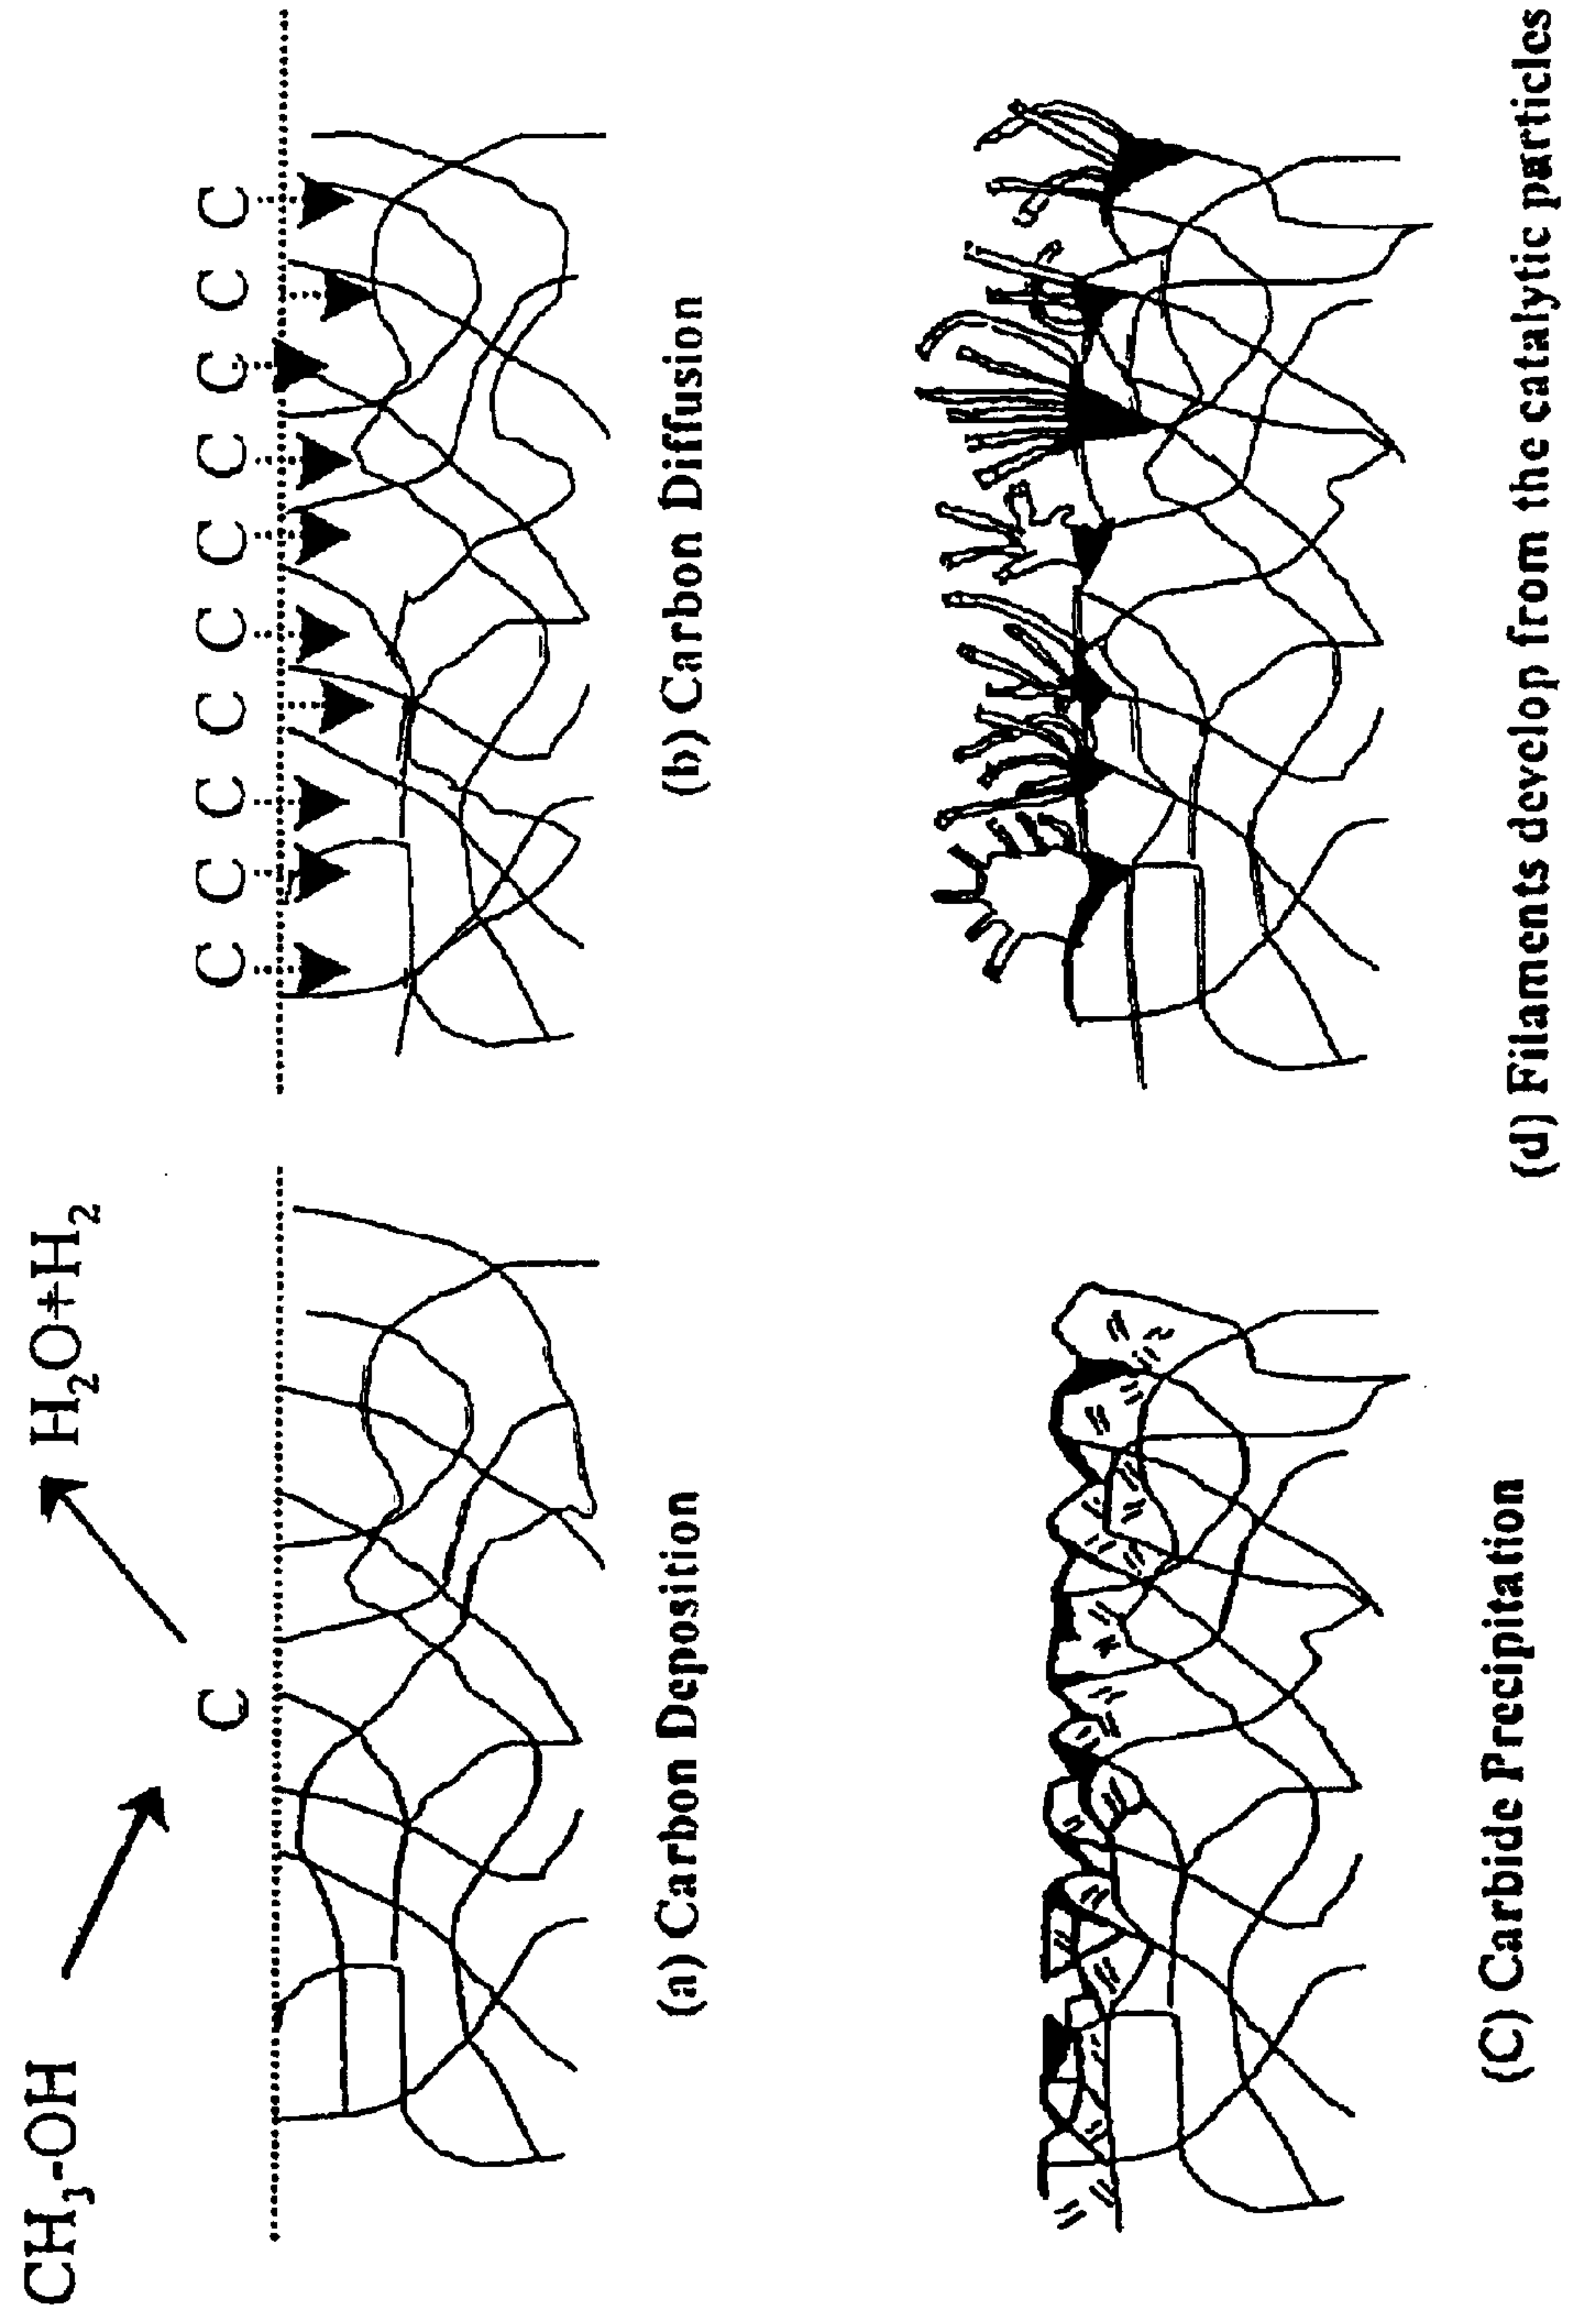 CH₃-OH
H₂O+H₂
C
C C C C C C C C C C
(a) Carbon Deposition
(b) Carbon Diffusion
(C) Carbide Precipitation
(d) Filaments develop from the catalytic particles